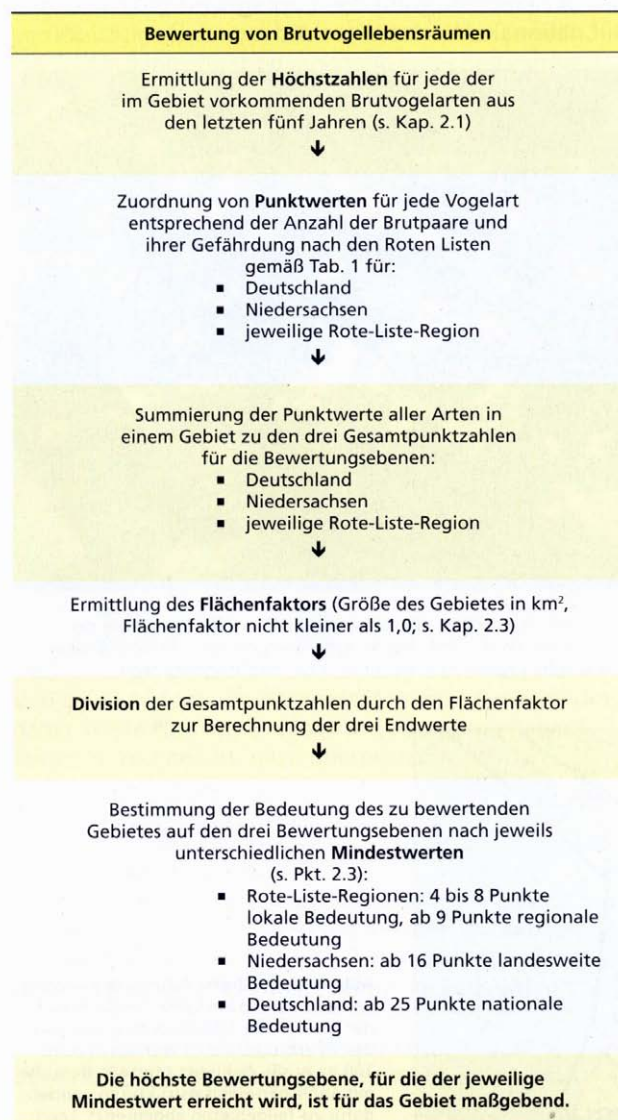 Bewertung von Brutvogellebensräumen
Ermittlung der Höchstzahlen für jede der
im Gebiet vorkommenden Brutvogelarten aus
den letzten fünf Jahren (s. Kap. 2.1)
↓
Zuordnung von Punktwerten für jede Vogelart
entsprechend der Anzahl der Brutpaare und
ihrer Gefährdung nach den Roten Listen
gemäß Tab. 1 für:
▪ Deutschland
▪ Niedersachsen
▪ jeweilige Rote-Liste-Region
↓
Summierung der Punktwerte aller Arten in
einem Gebiet zu den drei Gesamtpunktzahlen
für die Bewertungsebenen:
▪ Deutschland
▪ Niedersachsen
▪ jeweilige Rote-Liste-Region
↓
Ermittlung des Flächenfaktors (Größe des Gebietes in km²,
Flächenfaktor nicht kleiner als 1,0; s. Kap. 2.3)
↓
Division der Gesamtpunktzahlen durch den Flächenfaktor
zur Berechnung der drei Endwerte
↓
Bestimmung der Bedeutung des zu bewertenden
Gebietes auf den drei Bewertungsebenen nach jeweils
unterschiedlichen Mindestwerten
(s. Pkt. 2.3):
▪ Rote-Liste-Regionen: 4 bis 8 Punkte
lokale Bedeutung, ab 9 Punkte regionale
Bedeutung
▪ Niedersachsen: ab 16 Punkte landesweite
Bedeutung
▪ Deutschland: ab 25 Punkte nationale
Bedeutung
Die höchste Bewertungsebene, für die der jeweilige
Mindestwert erreicht wird, ist für das Gebiet maßgebend.